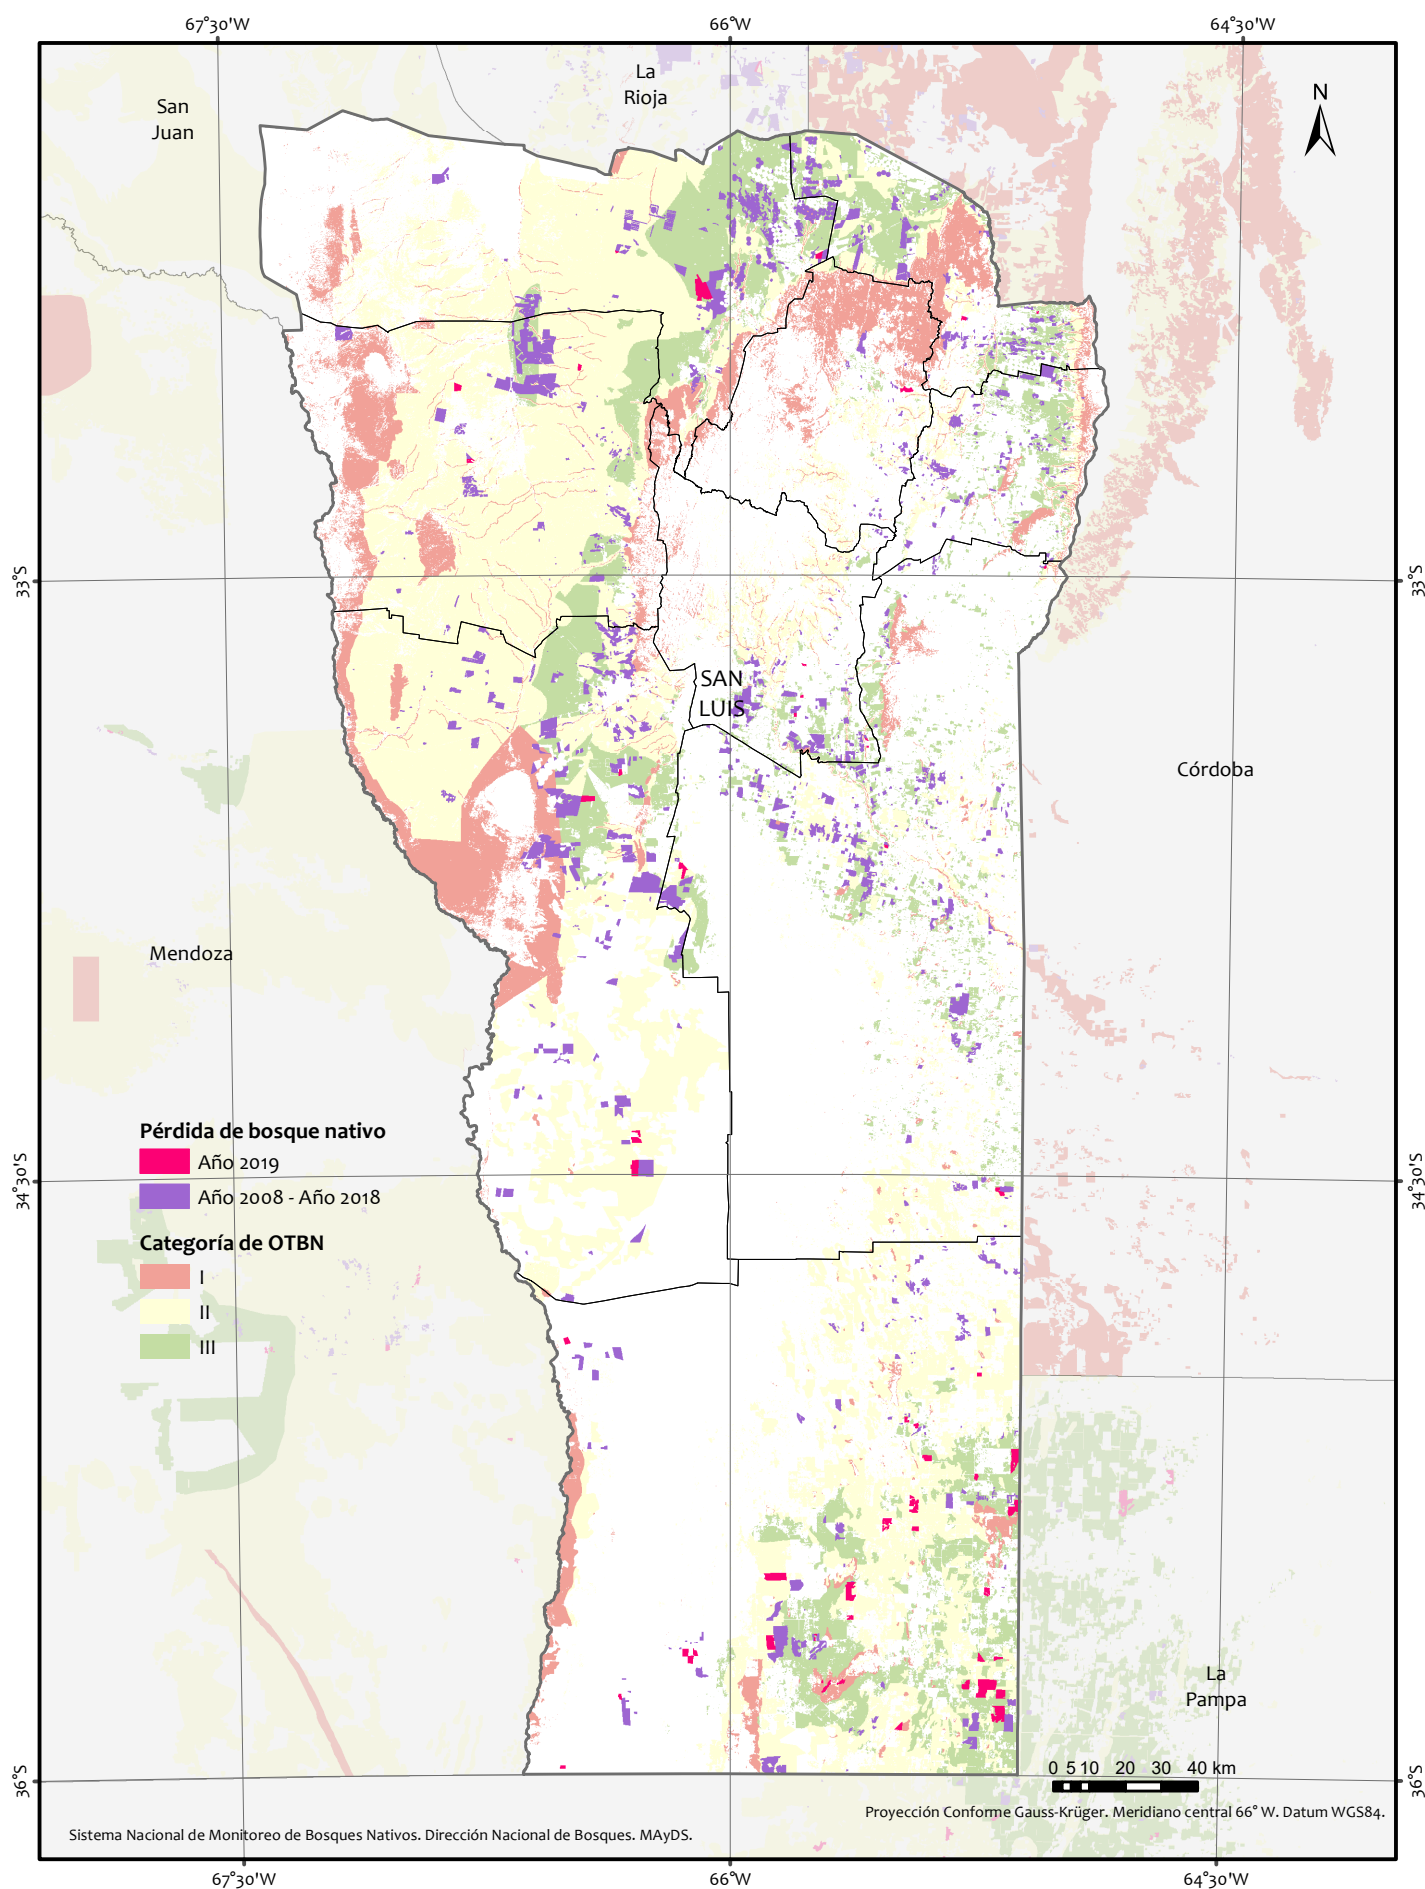 67°30'W
66°W
64°30'W
La
Rioja
San
Juan
N
33°S
33°S
SAN
LUIS
Córdoba
Mendoza
Pérdida de bosque nativo
Año 2019
Año 2008 - Año 2018
34°30'S
34°30'S
Categoría de OTBN
I
II
III
La
Pampa
36°S
36°S
0 5 10 20 30 40 km
Proyección Conforme Gauss-Krüger. Meridiano central 66° W. Datum WGS84.
Sistema Nacional de Monitoreo de Bosques Nativos. Dirección Nacional de Bosques. MAyDS.
67°30'W
66°W
64°30'W